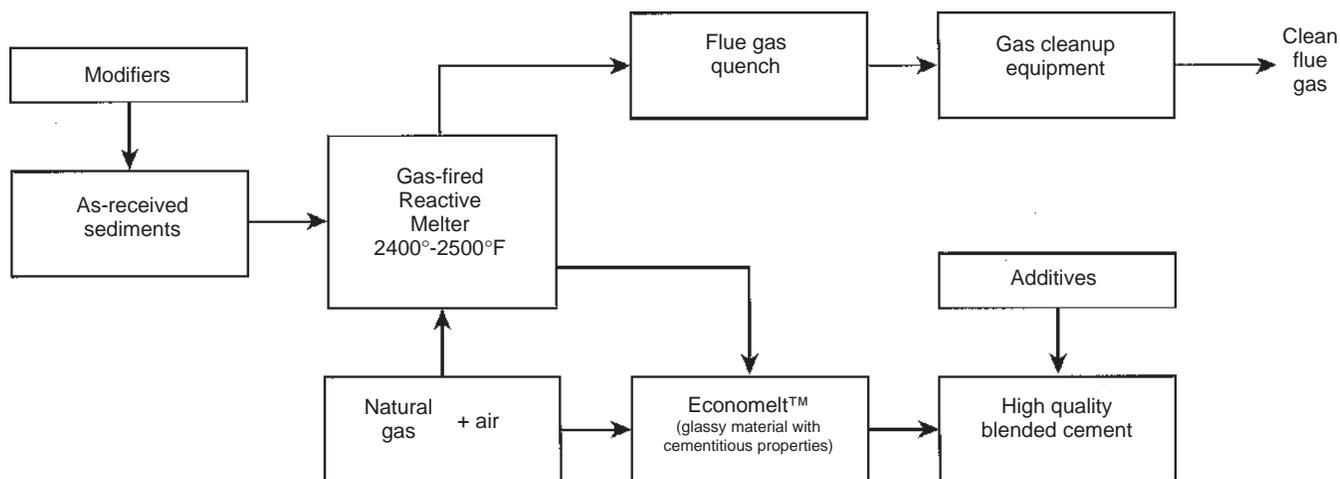 Modifiers
As-received
sediments
Gas-fired
Reactive
Melter
2400°-2500°F
Natural
gas
+ air
Flue gas
quench
Gas cleanup
equipment
Clean
flue
gas
Economelt™
(glassy material with
cementitious properties)
Additives
High quality
blended cement